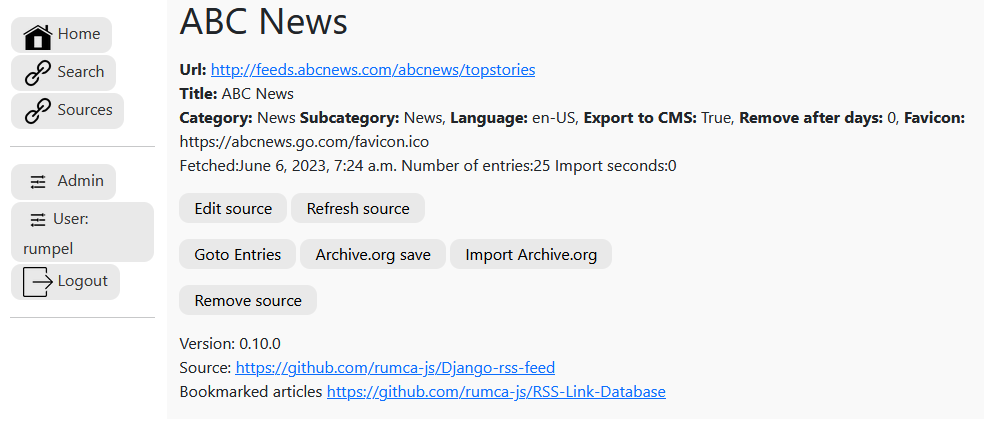 Home
Search
Sources
Admin
User:
rumpel
Logout
ABC News
Url: http://feeds.abcnews.com/abcnews/topstories
Title: ABC News
Category: News Subcategory: News, Language: en-US, Export to CMS: True, Remove after days: 0, Favicon:
https://abcnews.go.com/favicon.ico
Fetched:June 6, 2023, 7:24 a.m. Number of entries:25 Import seconds:0
Edit source Refresh source
Goto Entries Archive.org save Import Archive.org
Remove source
Version: 0.10.0
Source: https://github.com/rumca-js/Django-rss-feed
Bookmarked articles https://github.com/rumca-js/RSS-Link-Database